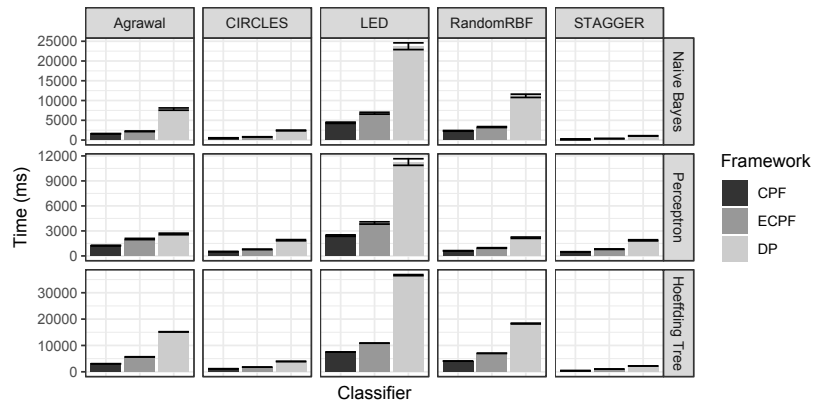 Agrawal CIRCLES LED RandomRBF STAGGER
25000
20000
15000
10000
5000
0
Naive Bayes
12000
9000
6000
3000
0
Perceptron
30000
20000
10000
0
Hoeffding Tree
Time (ms)
Classifier
Framework
CPF
ECPF
DP